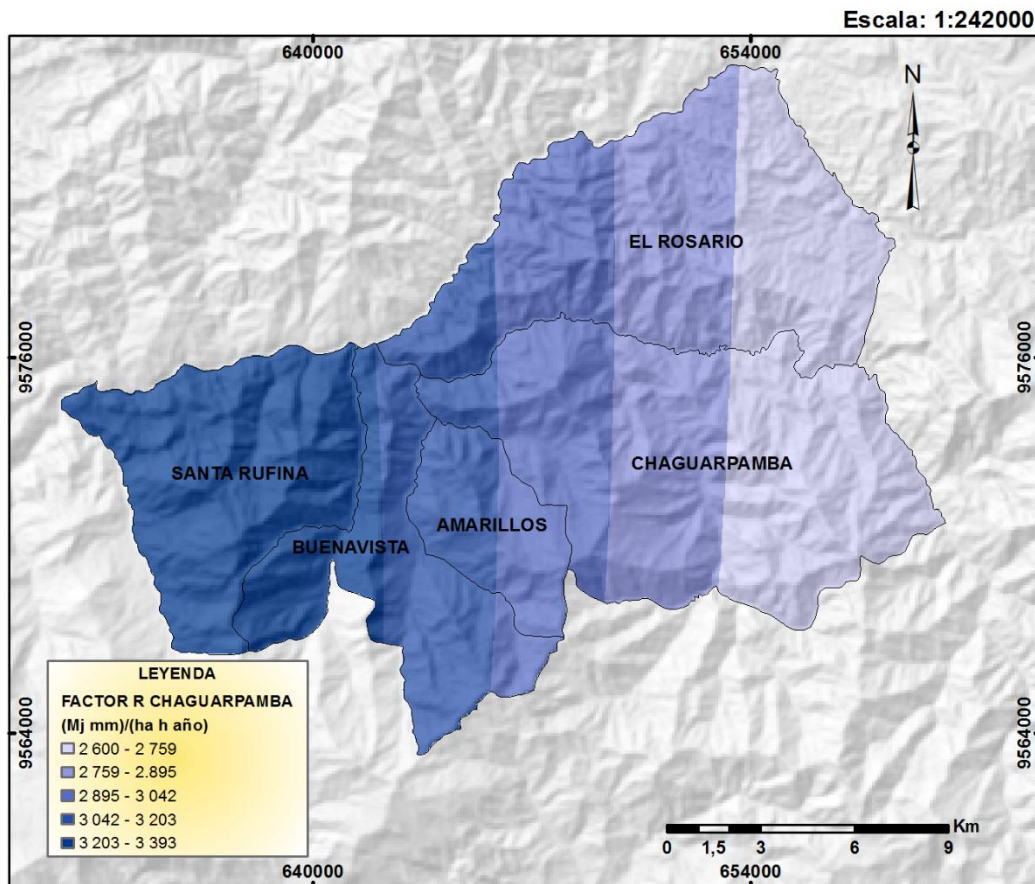 Escala: 1:242000
640000
654000
N
EL ROSARIO
9576000
9576000
SANTA RUFINA
CHAGUARPAMBA
AMARILLOS
BUENAVISTA
LEYENDA
FACTOR R CHAGUARPAMBA
(Mj mm)/(ha h año)
2 600 - 2 759
2 759 - 2.895
2 895 - 3 042
3 042 - 3 203
3 203 - 3 393
9564000
9564000
Km
0 1,5 3 6 9
640000
654000